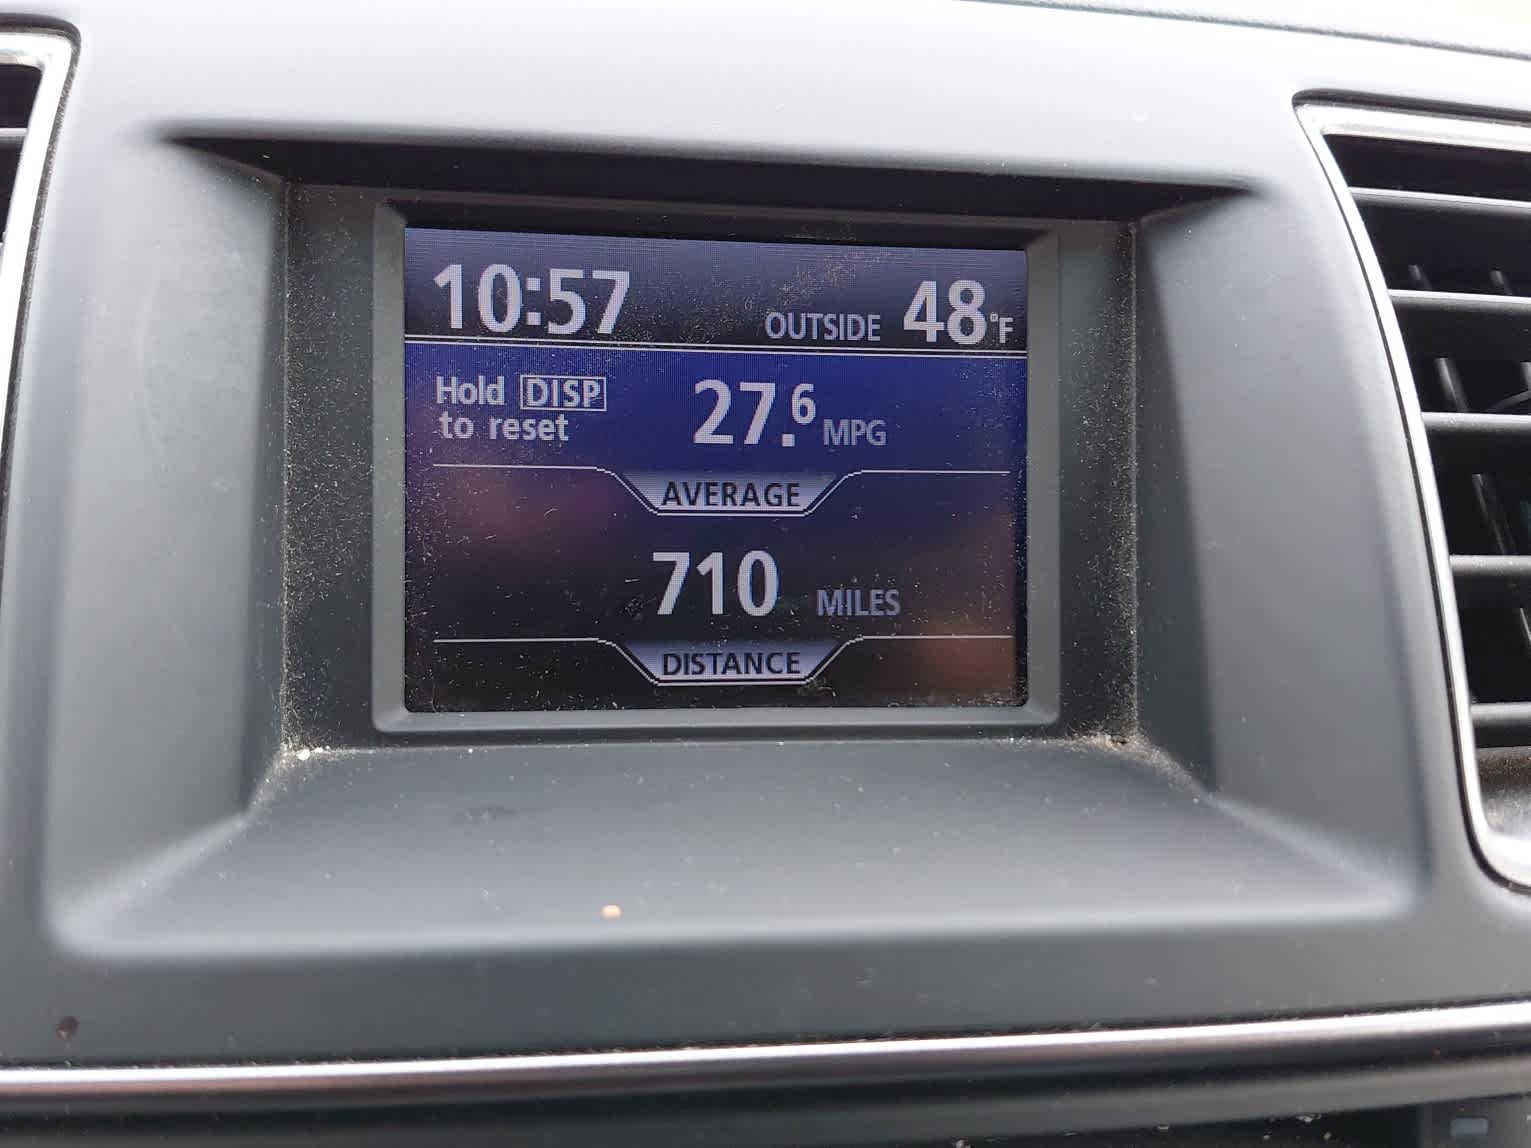 10:57 OUTSIDE 48°F
Hold DISP 27.6 MPG
to reset
AVERAGE
710 MILES
DISTANCE